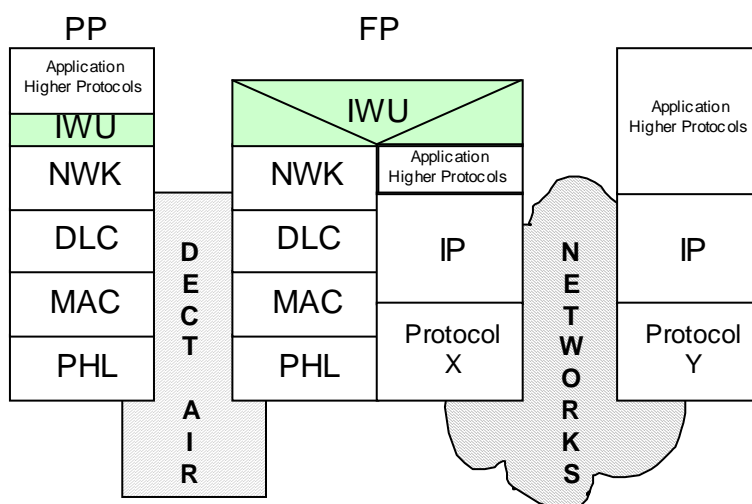 PP
Application
Higher Protocols
IWU
NWK
DLC
MAC
PHL
DECT AIR
FP
IWU
NWK
DLC
MAC
PHL
Application
Higher Protocols
IP
Protocol
X
NETWORKS
Application
Higher Protocols
IP
Protocol
Y